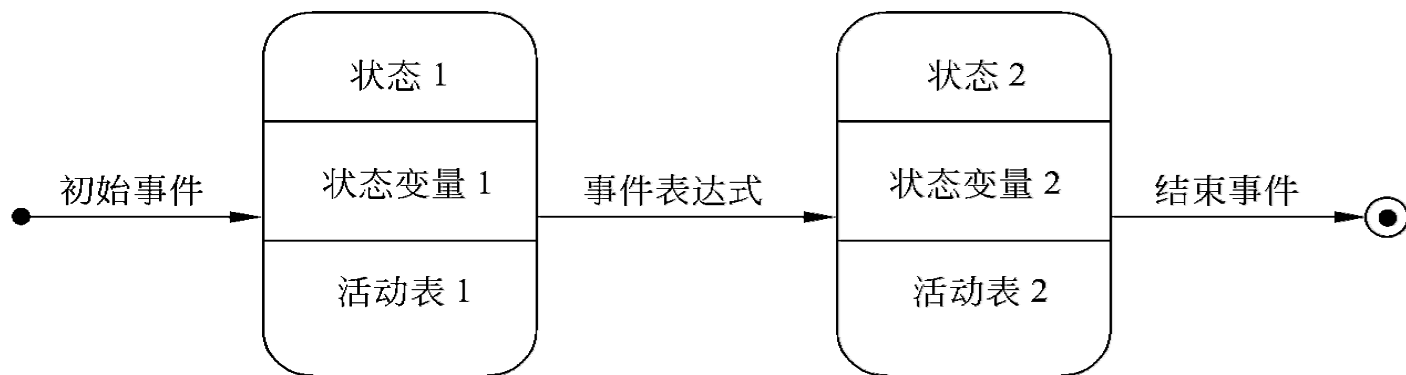 状态 1
状态 2
初始事件
状态变量 1
事件表达式
状态变量 2
结束事件
活动表 1
活动表 2